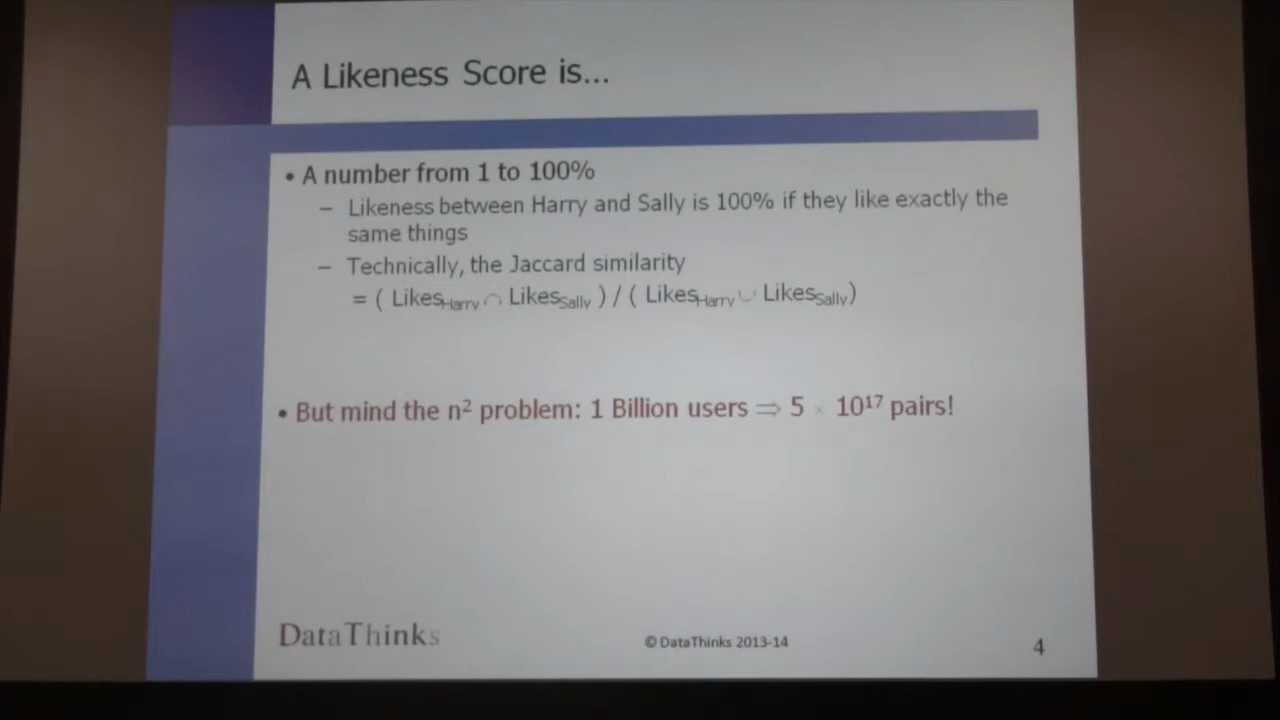 A Likeness Score is...
• A number from 1 to 100%
– Likeness between Harry and Sally is 100% if they like exactly the
same things
– Technically, the Jaccard similarity
= ( Likes_Harry ∩ Likes_Sally ) / ( Likes_Harry ∪ Likes_Sally)
• But mind the n² problem: 1 Billion users ⇒ 5 × 10¹⁷ pairs!
DataThinks
© DataThinks 2013-14
4